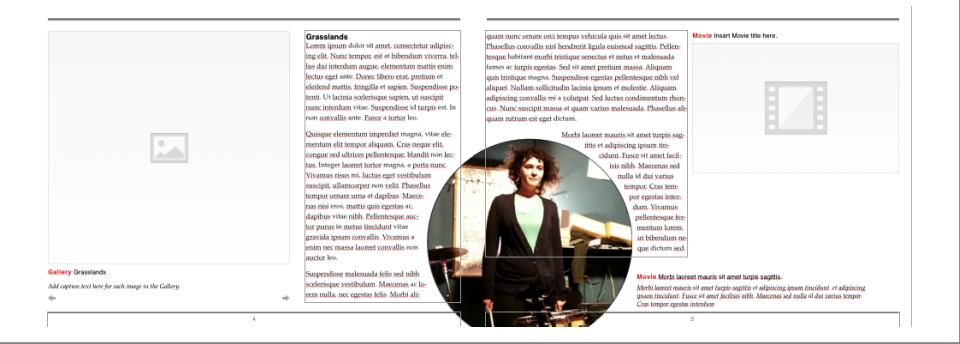 Grasslands
Lorem ipsum dolor sit amet, consectetur adipisc-
ing elit. Nunc tempor, est at bibendum viverra, tel-
lus dui interdum augue, elementum mattis enim
lectus eget ante. Donec libero erat, pretium et
eleifend mattis, fringilla et sapien. Suspendisse po-
tenti. Ut lacinia scelerisque sapien, ut suscipit
nunc interdum vitae. Suspendisse id turpis est. In
non convallis ante. Fusce a tortor leo.
Quisque elementum imperdiet magna, vitae ele-
mentum elit tempor aliquam. Cras neque elit,
congue sed ultrices pellentesque, blandit non lec-
tus. Integer laoreet tortor magna, a porta nunc.
Vivamus risus mi, luctus eget vestibulum
suscipit, ullamcorper non velit. Phasellus
tempor ornare urna at dapibus. Maece-
nas nisi eros, mattis quis egestas ac,
dapibus vitae nibh. Pellentesque auc-
tor purus in metus tincidunt vitae
gravida ipsum convallis. Vivamus a
enim nec massa laoreet convallis non
auctor leo.
Suspendisse malesuada felis sed nibh
scelerisque vestibulum. Maecenas ac lo-
rem nulla, nec egestas felis. Morbi ali-
Gallery Grasslands
Add caption text here for each image in the Gallery.
4
quam nunc ornare orci tempus vehicula quis sit amet lectus.
Phasellus convallis nisl hendrerit ligula euismod sagittis. Pellen-
tesque habitant morbi tristique senectus et netus et malesuada
fames ac turpis egestas. Sed sit amet pretium massa. Aliquam
quis tristique magna. Suspendisse egestas pellentesque nibh vel
aliquet. Nullam sollicitudin lacinia ipsum et molestie. Aliquam
adipiscing convallis mi a volutpat. Sed luctus condimentum rhon-
cus. Nunc suscipit massa at quam varius malesuada. Phasellus ali-
quam rutrum est eget dictum.
Morbi laoreet mauris sit amet turpis sag-
ittis et adipiscing ipsum tin-
cidunt. Fusce sit amet facil-
isis nibh. Maecenas sed
nulla id dui varius
tempor. Cras tem-
por egestas inter-
dum. Vivamus
pellentesque fer-
mentum lorem,
ut bibendum ne-
que dictum sed.
Movie Insert Movie title here.
Movie Morbi laoreet mauris sit amet turpis sagittis.
Morbi laoreet mauris sit amet turpis sagittis et adipiscing ipsum tincidunt. et adipiscing
ipsum tincidunt. Fusce sit amet facilisis nibh. Maecenas sed nulla id dui varius tempor.
Cras tempor egestas interdum
5